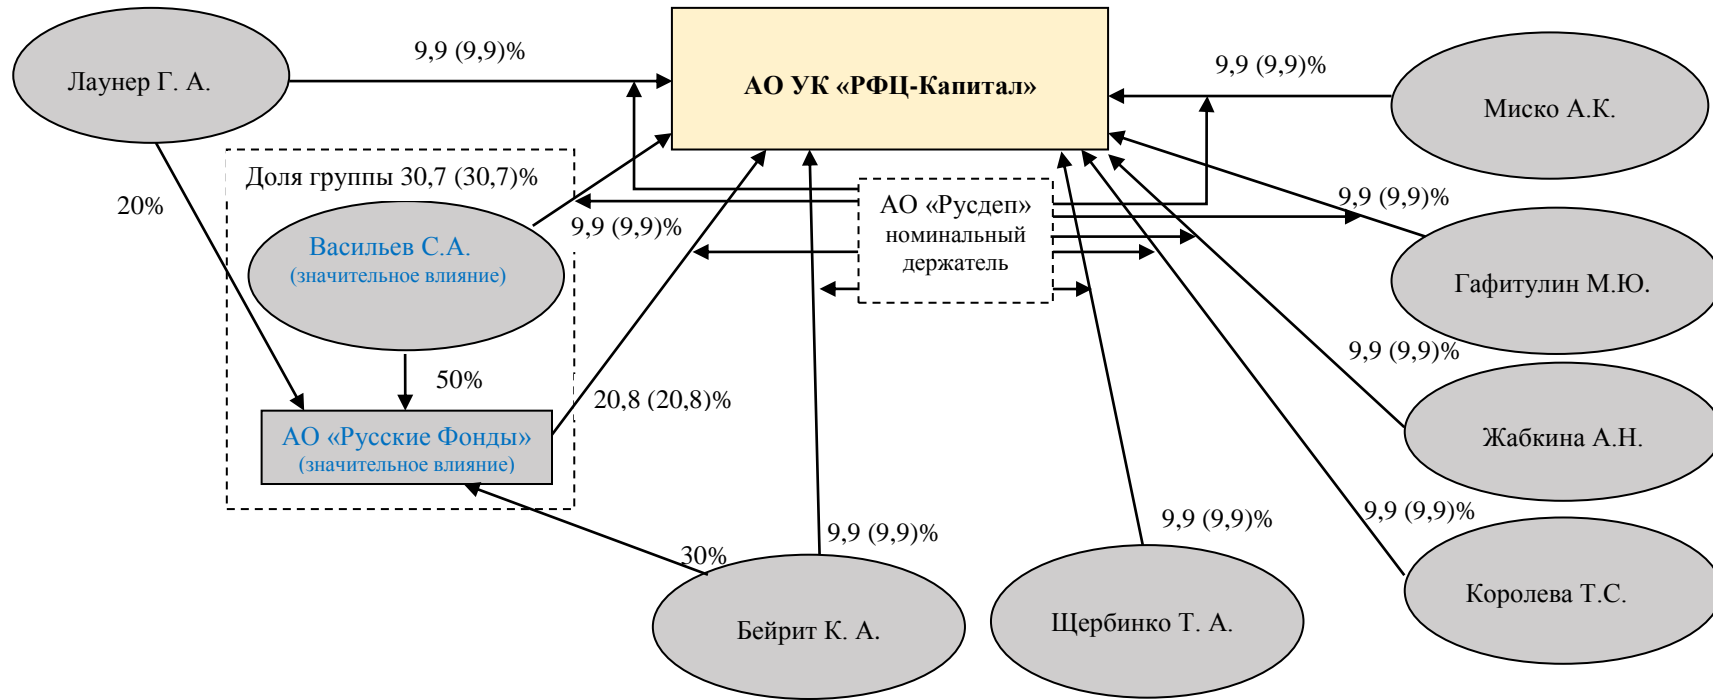 9,9 (9,9)%
Лаунер Г. А.
АО УК «РФЦ-Капитал»
9,9 (9,9)%
Миско А.К.
Доля группы 30,7 (30,7)%
20%
АО «Русдеп»
номинальный
держатель
9,9 (9,9)%
Васильев С.А.
(значительное влияние)
9,9 (9,9)%
Гафитулин М.Ю.
50%
20,8 (20,8)%
9,9 (9,9)%
АО «Русские Фонды»
(значительное влияние)
Жабкина А.Н.
30%
9,9 (9,9)%
9,9 (9,9)%
9,9 (9,9)%
Бейрит К. А.
Щербинко Т. А.
Королева Т.С.